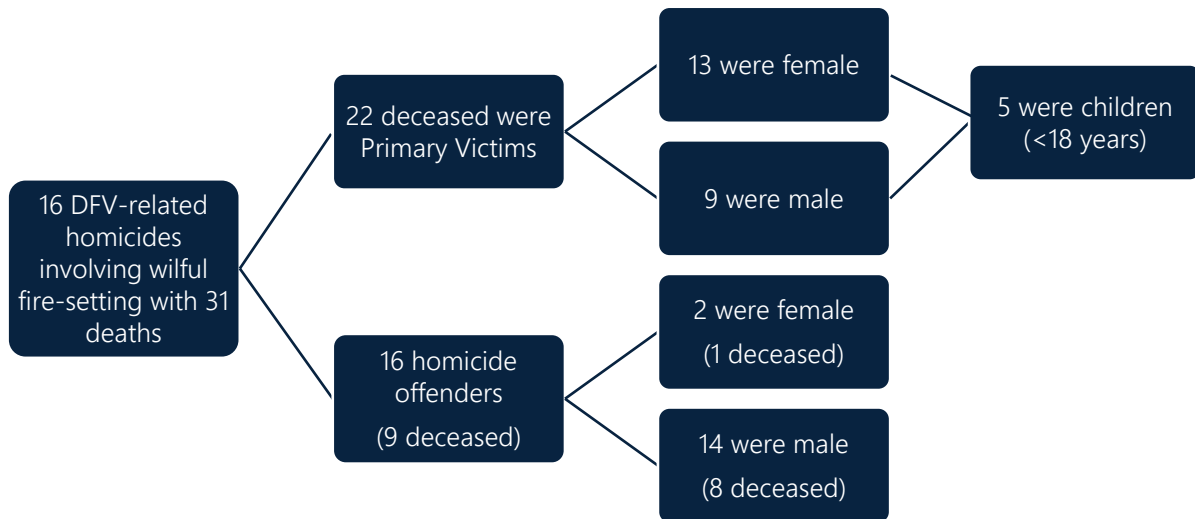 16 DFV-related
homicides
involving wilful
fire-setting with 31
deaths
22 deceased were
Primary Victims
13 were female
9 were male
5 were children
(<18 years)
16 homicide
offenders
(9 deceased)
2 were female
(1 deceased)
14 were male
(8 deceased)